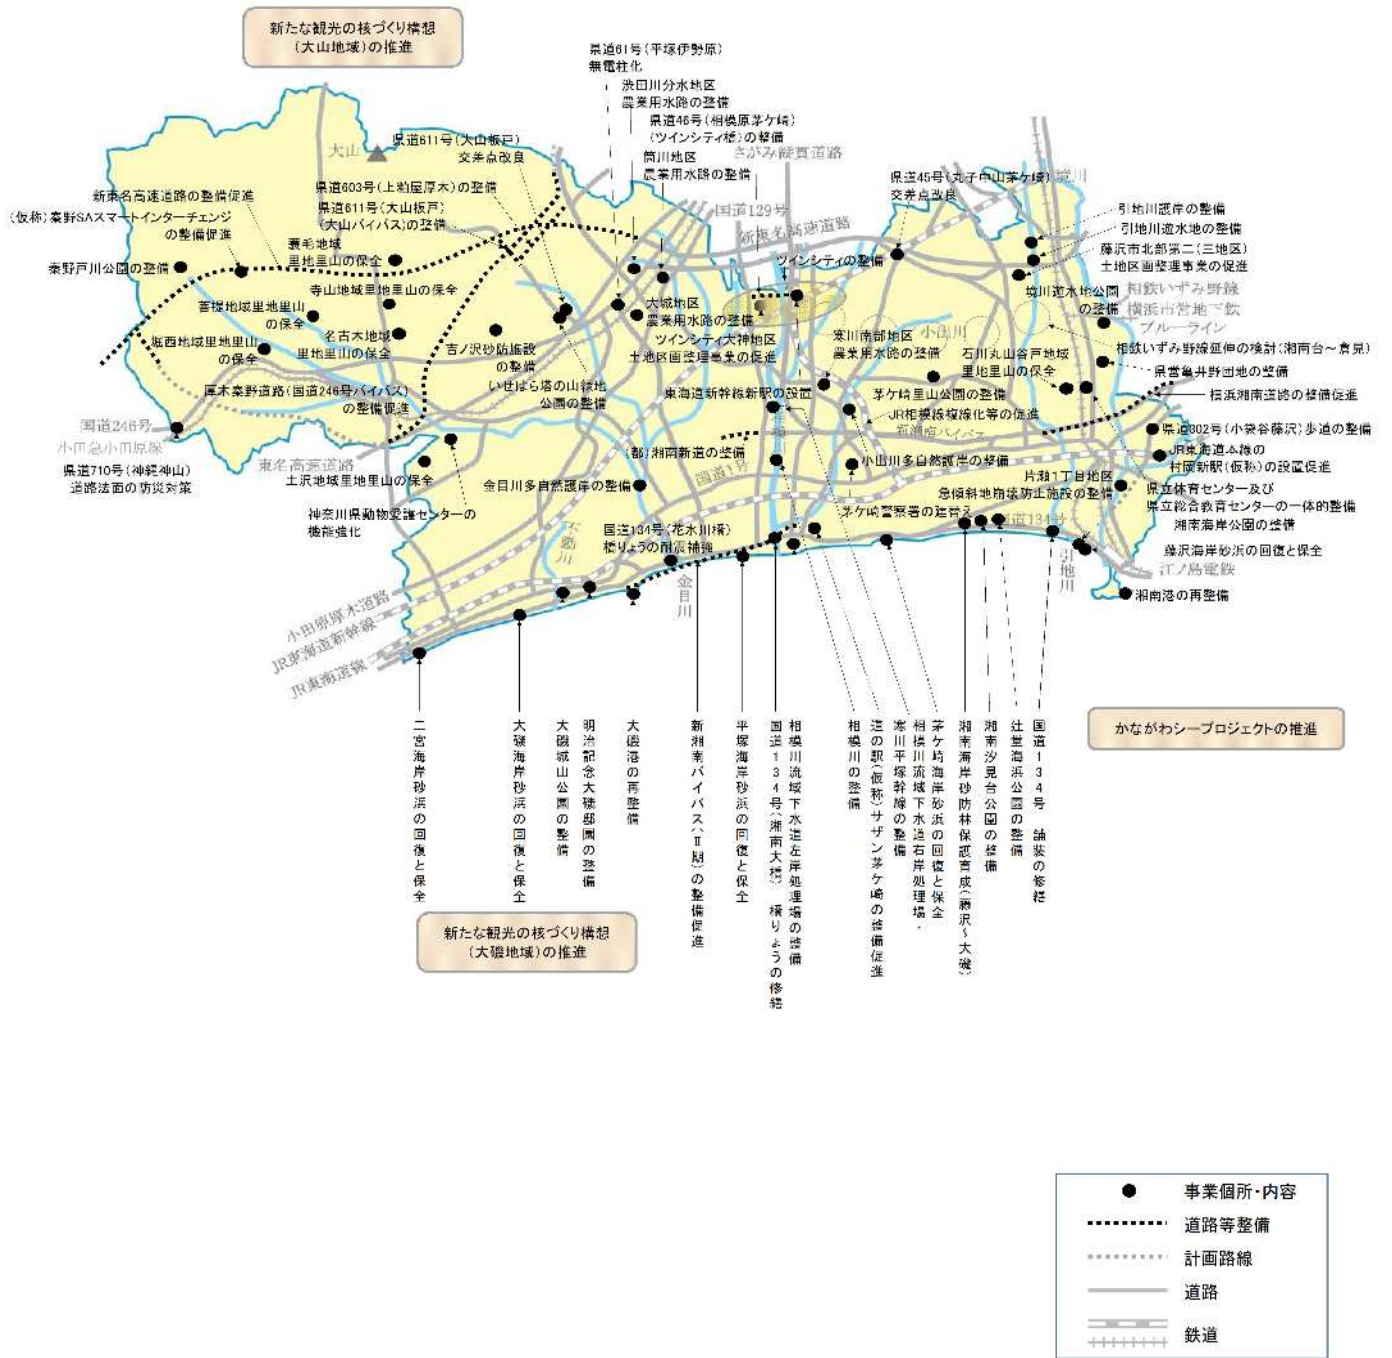 新たな観光の核づくり構想
(大山地域)の推進
県道61号(平塚伊勢原)
無電柱化
渋田川分水地区
農業用水路の整備
県道46号(相模原茅ケ崎)
(ツインシティ橋)の整備
さがみ縦貫道路
筒川地区
農業用水路の整備
県道611号(大山板戸)
交差点改良
大山
県道603号(上粕屋厚木)の整備
県道611号(大山板戸)
(大山バイパス)の整備
新東名高速道路の整備促進
(仮称)秦野SAスマートインターチェンジ
の整備促進
蓑毛地域
里地里山の保全
秦野戸川公園の整備
寺山地域里地里山の保全
菩提地域里地里山
の保全
名古木地域
里地里山の保全
堀西地域里地里山
の保全
吉ノ沢砂防施設
の整備
いせはら塔の山緑地
公園の整備
厚木秦野道路(国道246号バイパス)
の整備促進
国道246号
小田急小田原線
県道710号(神縄神山)
道路法面の防災対策
東名高速道路
土沢地域里地里山の保全
神奈川県動物愛護センターの
機能強化
国道129号
新東名高速道路
県道45号(丸子中山茅ケ崎)
交差点改良
境川
ツインシティの整備
引地川護岸の整備
引地川遊水地の整備
藤沢市北部第二(三地区)
土地区画整理事業の促進
境川遊水地公園
の整備
相鉄いずみ野線
横浜市営地下鉄
ブルーライン
相鉄いずみ野線延伸の検討(湘南台～倉見)
県営亀井野団地の整備
横浜湘南道路の整備促進
大城地区
農業用水路の整備
ツインシティ大神地区
土地区画整理事業の促進
寒川南部地区
農業用水路の整備
小出川
石川丸山谷戸地域
里地里山の保全
東海道新幹線新駅の設置
茅ケ崎里山公園の整備
JR相模線複線化等の促進
新湘南バイパス
相模川
(都)湘南新道の整備
国道1号
小出川多自然護岸の整備
金目川多自然護岸の整備
茅ケ崎警察署の建替え
片瀬1丁目地区
急傾斜地崩壊防止施設の整備
県道302号(小袋谷藤沢)歩道の整備
JR東海道本線の
村岡新駅(仮称)の設置促進
県立体育センター及び
県立総合教育センターの一体的整備
湘南海岸公園の整備
国道134号
藤沢海岸砂浜の回復と保全
引地川
江ノ島電鉄
湘南港の再整備
国道134号(花水川橋)
橋りょうの耐震補強
不動川
金目川
小田原厚木道路
JR東海道新幹線
JR東海道線
二宮海岸砂浜の回復と保全
大磯海岸砂浜の回復と保全
大磯城山公園の整備
明治記念大磯邸園の整備
大磯港の再整備
新湘南バイパス(Ⅱ期)の整備促進
平塚海岸砂浜の回復と保全
国道134号(湘南大橋) 橋りょうの修繕
相模川流域下水道左岸処理場の整備
相模川の整備
道の駅(仮称)サザン茅ケ崎の整備促進
寒川平塚幹線の整備
相模川流域下水道右岸処理場・
茅ケ崎海岸砂浜の回復と保全
湘南海岸砂防林保護育成(藤沢～大磯)
湘南汐見台公園の整備
辻堂海浜公園の整備
国道134号 舗装の修繕
かながわシープロジェクトの推進
新たな観光の核づくり構想
(大磯地域)の推進
事業個所・内容
道路等整備
計画路線
道路
鉄道